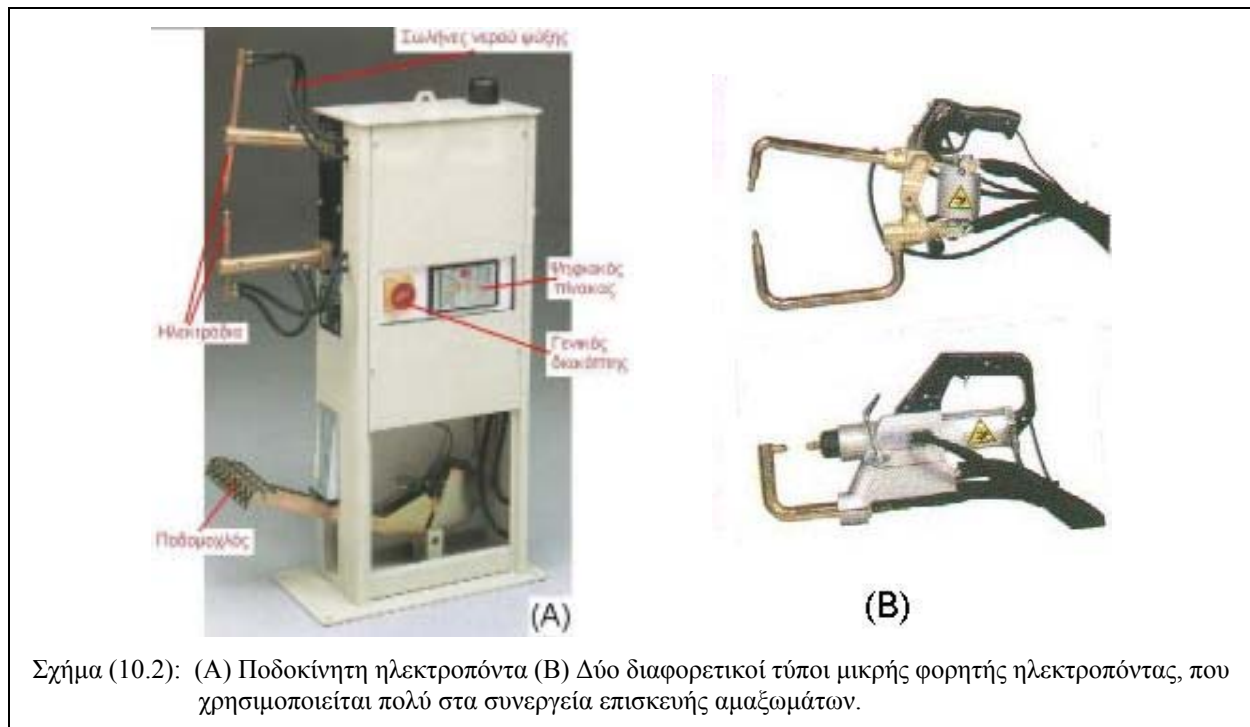 Σωλήνες νερού ψύξης
Ψηφιακός
πίνακας
Ηλεκτρόδια
Γενικός
διακόπτης
Ποδομοχλός
(A)
(B)
Σχήμα (10.2): (Α) Ποδοκίνητη ηλεκτροπόντα (Β) Δύο διαφορετικοί τύποι μικρής φορητής ηλεκτροπόντας, που
χρησιμοποιείται πολύ στα συνεργεία επισκευής αμαξωμάτων.